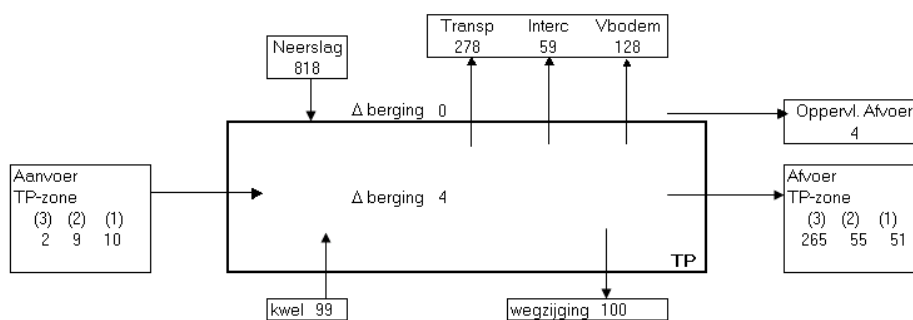 Transp Interc Vbodem
278 59 128
Neerslag
818
Δ berging 0
Oppervl. Afvoer
4
Aanvoer
TP-zone
(3) (2) (1)
2 9 10
Δ berging 4
Afvoer
TP-zone
(3) (2) (1)
265 55 51
TP
kwel 99
wegzijging 100